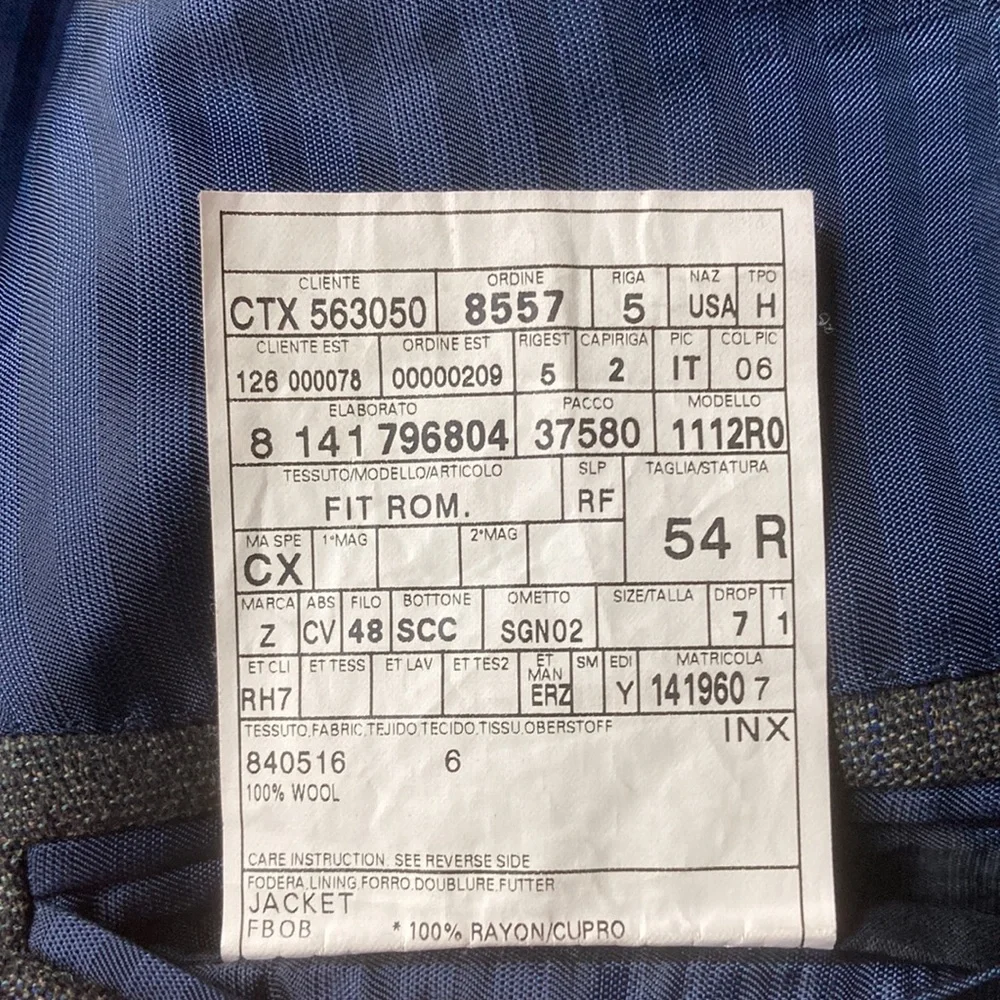 CLIENTE ORDINE RIGA NAZ TPO
CTX 563050 8557 5 USA H
CLIENTE EST ORDINE EST RIGEST CAPIRIGA PIC COL PIC
126 000078 00000209 5 2 IT 06
ELABORATO PACCO MODELLO
8 141 796804 37580 1112R0
TESSUTO/MODELLO/ARTICOLO SLP TAGLIA/STATURA
FIT ROM. RF
54 R
MA SPE 1°MAG 2°MAG
CX
MARCA ABS FILO BOTTONE OMETTO SIZE/TALLA DROP TT
Z CV 48 SCC SGN02 7 1
ET CLI ET TESS ET LAV ET TES2 ET MAN SM EDI MATRICOLA
RH7 ERZ Y 141960 7
TESSUTO,FABRIC,TEJIDO,TECIDO,TISSU,OBERSTOFF INX
840516 6
100% WOOL
CARE INSTRUCTION: SEE REVERSE SIDE
FODERA,LINING,FORRO,DOUBLURE,FUTTER
JACKET
FBOB * 100% RAYON/CUPRO